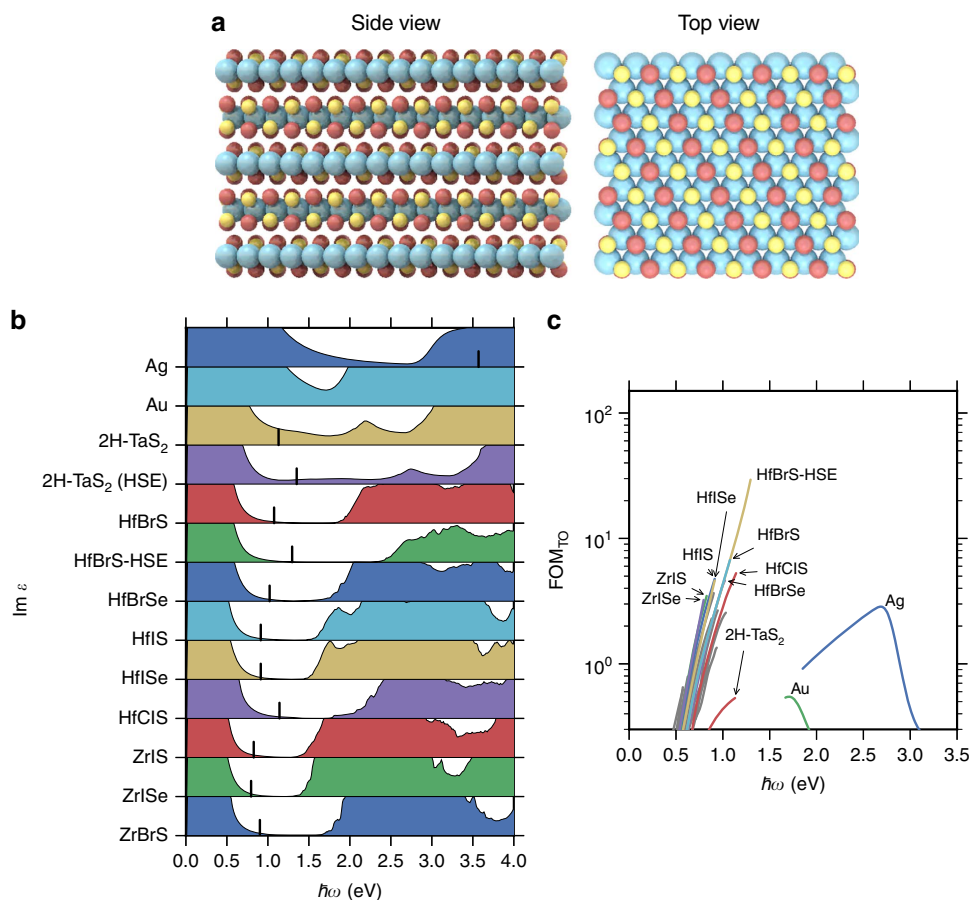 a
Side view
Top view
b
Im ε
Ag
Au
2H-TaS₂
2H-TaS₂ (HSE)
HfBrS
HfBrS-HSE
HfBrSe
HfIS
HfISe
HfClS
ZrIS
ZrISe
ZrBrS
0.0 0.5 1.0 1.5 2.0 2.5 3.0 3.5 4.0
ħω (eV)
c
FOM_TO
10²
10¹
10⁰
HfBrS-HSE
HfISe
HfBrS
HfIS
HfClS
ZrIS
HfBrSe
ZrISe
2H-TaS₂
Ag
Au
0.0 0.5 1.0 1.5 2.0 2.5 3.0 3.5
ħω (eV)